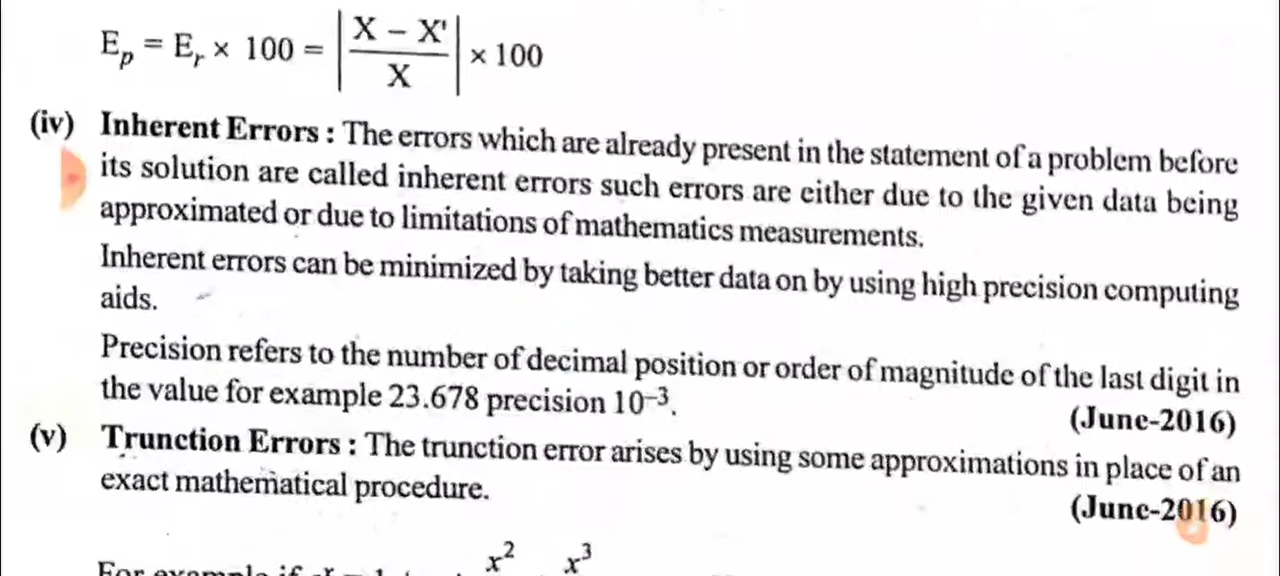 E_p = E_r × 100 = |X − X' / X| × 100
(iv) Inherent Errors : The errors which are already present in the statement of a problem before
its solution are called inherent errors such errors are either due to the given data being
approximated or due to limitations of mathematics measurements.
Inherent errors can be minimized by taking better data on by using high precision computing
aids.
Precision refers to the number of decimal position or order of magnitude of the last digit in
the value for example 23.678 precision 10⁻³.
(June-2016)
(v) Trunction Errors : The trunction error arises by using some approximations in place of an
exact mathematical procedure.
(June-2016)
For example if x² x³